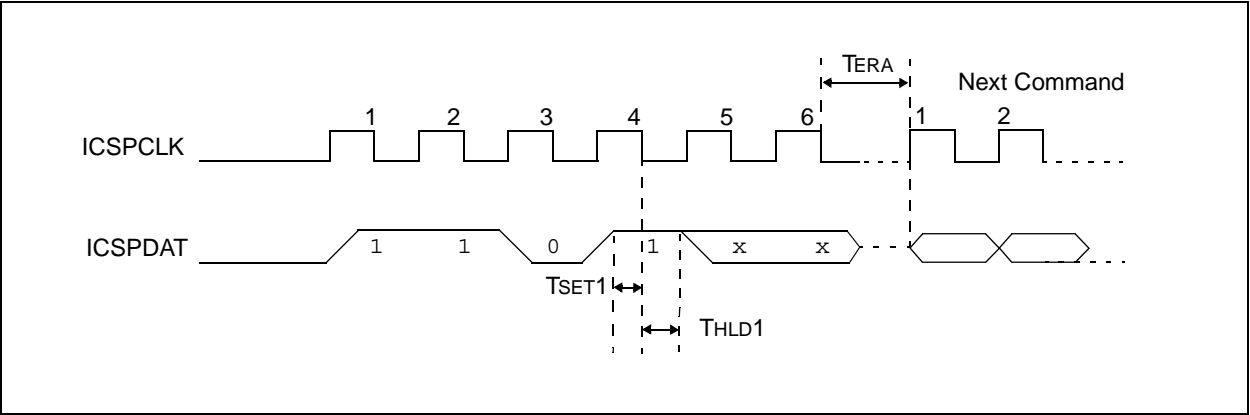 TERA
Next Command
1 2 3 4 5 6 1 2
ICSPCLK
ICSPDAT
1 1 0 1 x x
TSET1
THLD1